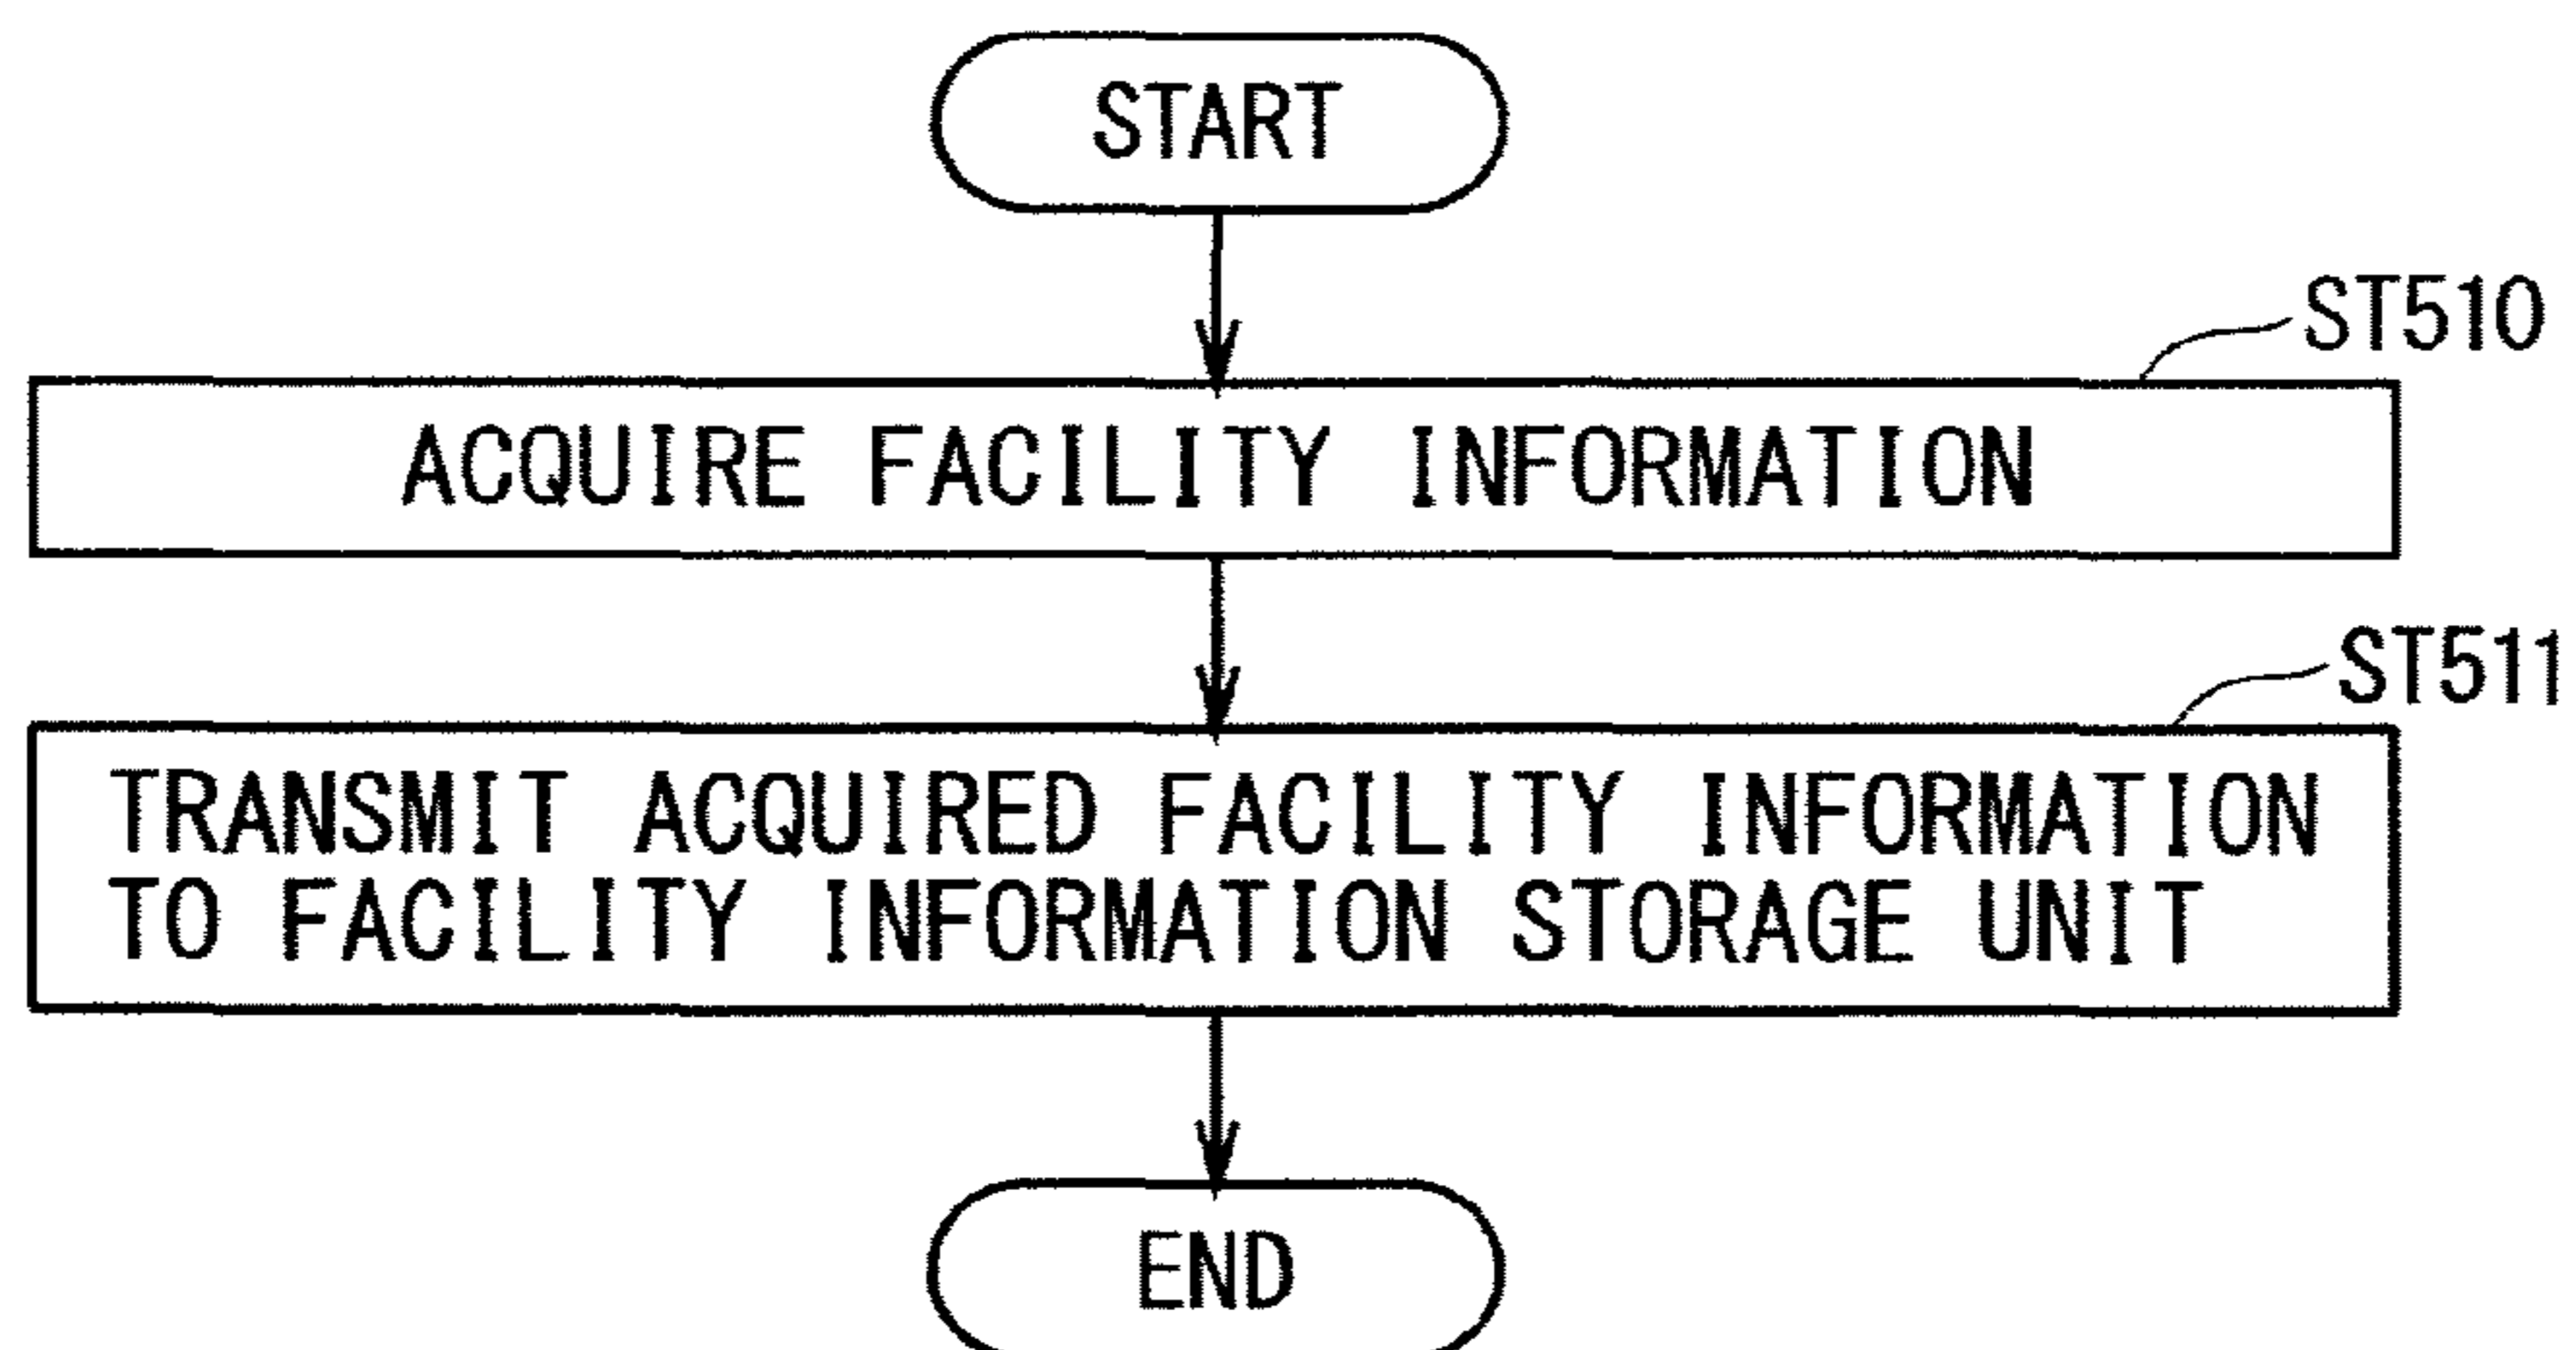 START
ST510
ACQUIRE FACILITY INFORMATION
ST511
TRANSMIT ACQUIRED FACILITY INFORMATION
TO FACILITY INFORMATION STORAGE UNIT
END